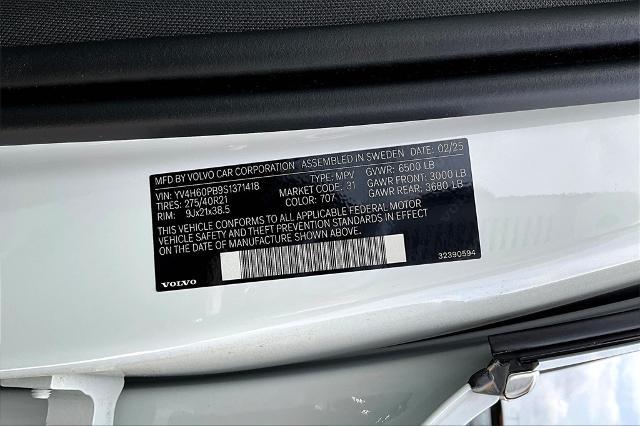 MFD BY VOLVO CAR CORPORATION ASSEMBLED IN SWEDEN DATE: 02/25
VIN: YV4H60PB9S1371418 TYPE: MPV GVWR: 6500 LB
TIRES: 275/40R21 MARKET CODE: 31 GAWR FRONT: 3000 LB
RIM: 9Jx21x38.5 COLOR: 707 GAWR REAR: 3680 LB
THIS VEHICLE CONFORMS TO ALL APPLICABLE FEDERAL MOTOR
VEHICLE SAFETY AND THEFT PREVENTION STANDARDS IN EFFECT
ON THE DATE OF MANUFACTURE SHOWN ABOVE.
32390594
VOLVO